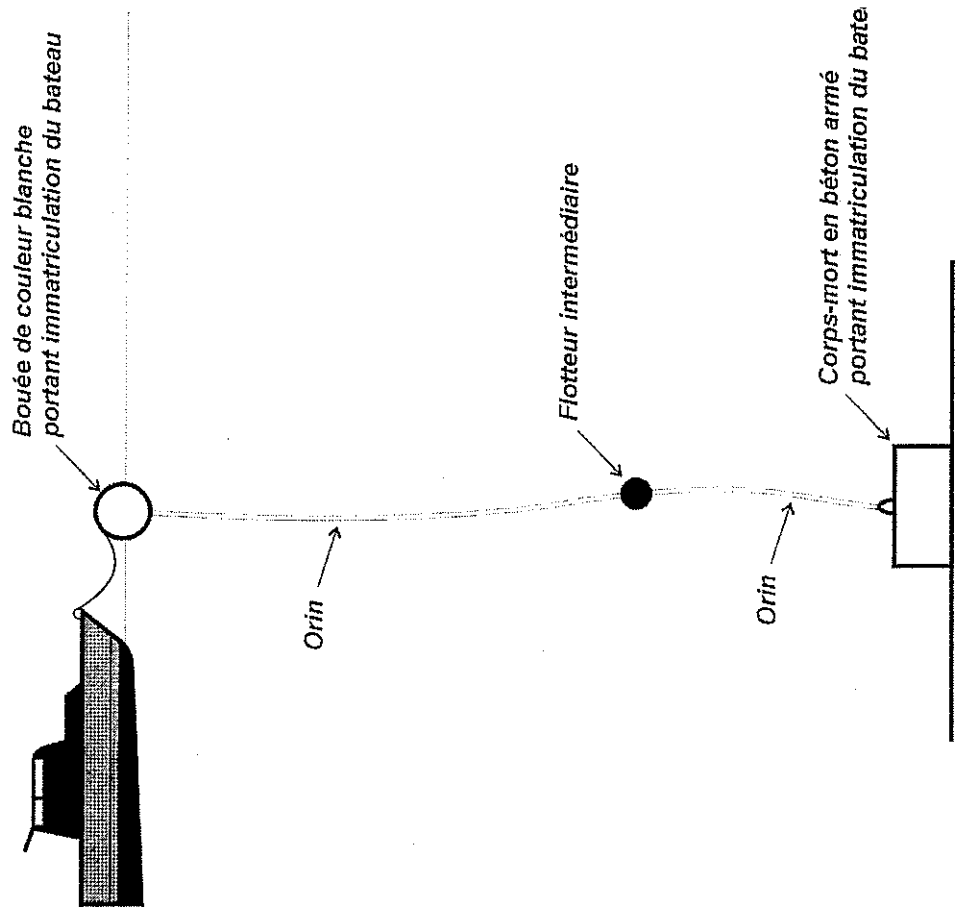 Bouée de couleur blanche
portant immatriculation du bateau
Orin
Flotteur intermédiaire
Orin
Corps-mort en béton armé
portant immatriculation du bate